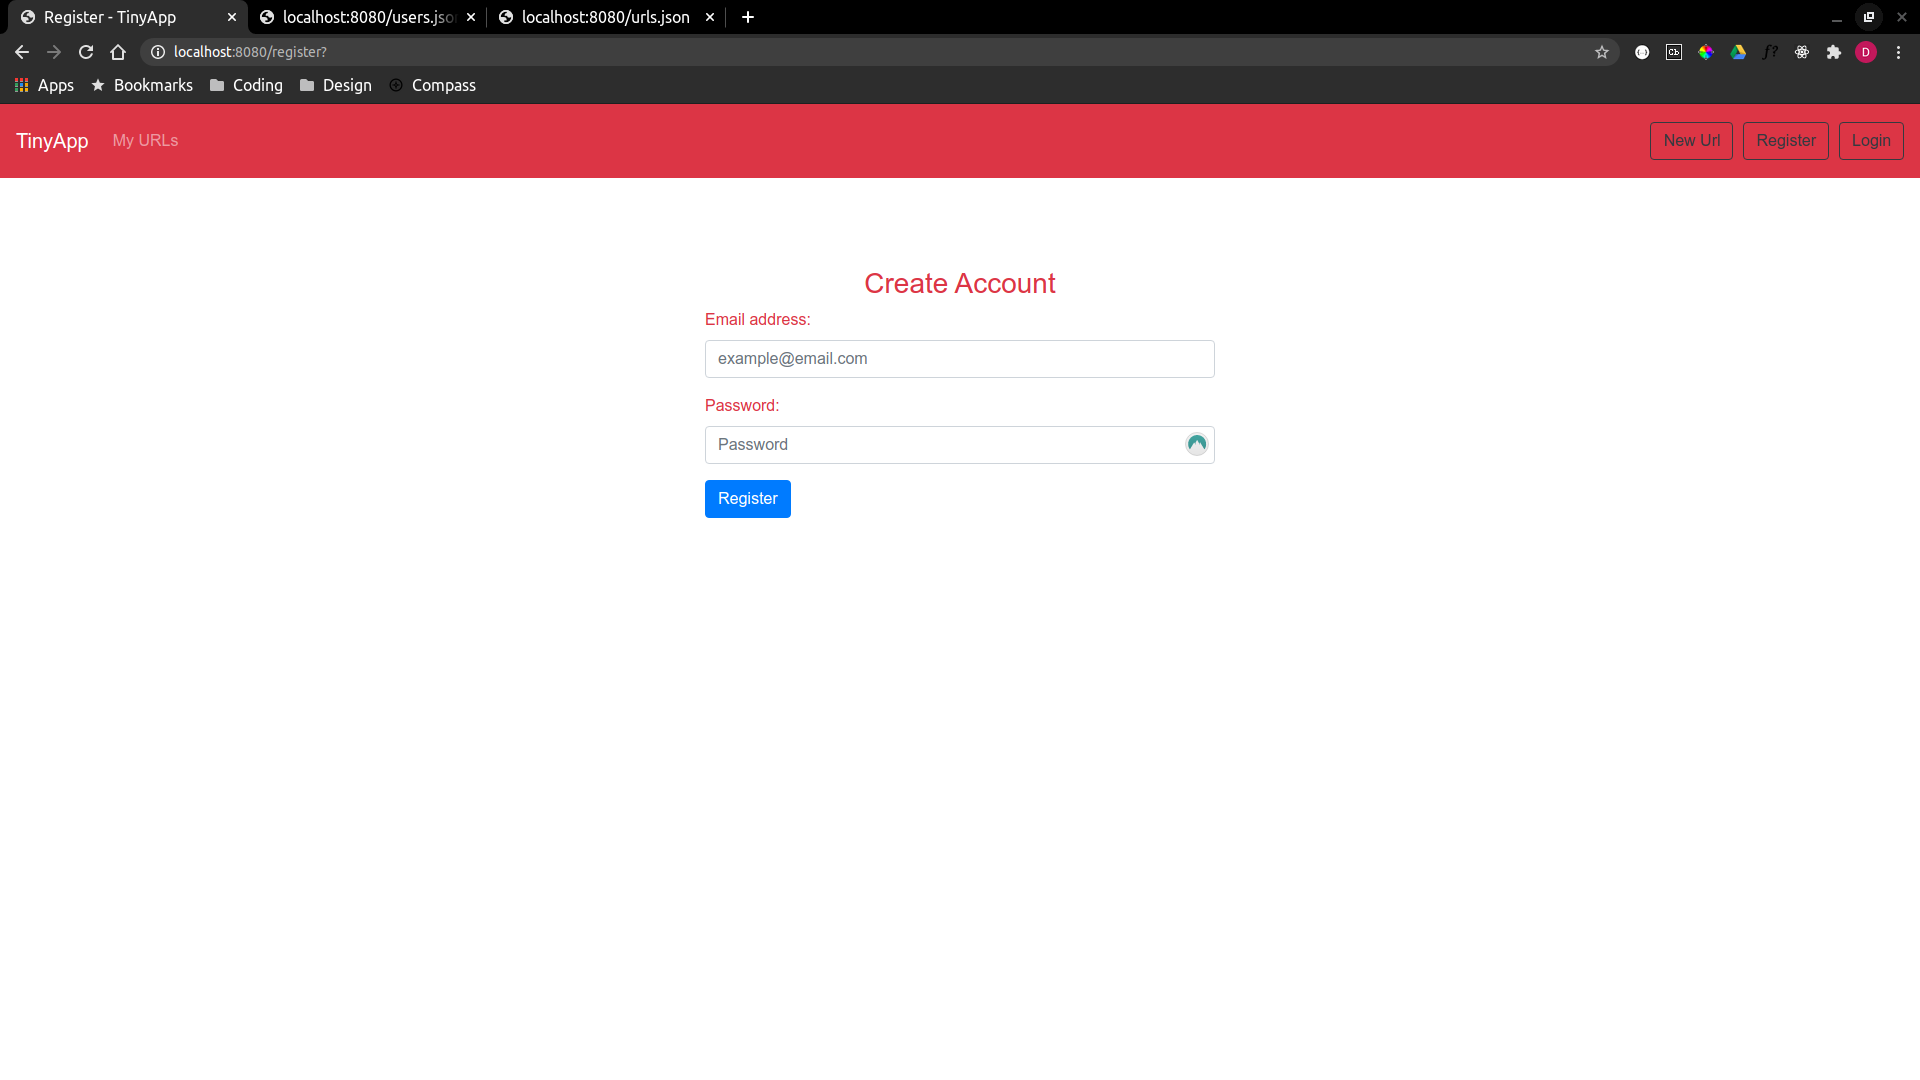 Register - TinyApp
localhost:8080/users.jso
localhost:8080/urls.json
localhost:8080/register?
D
Apps
Bookmarks
Coding
Design
Compass
TinyApp
My URLs
New Url
Register
Login
Create Account
Email address:
example@email.com
Password:
Password
Register